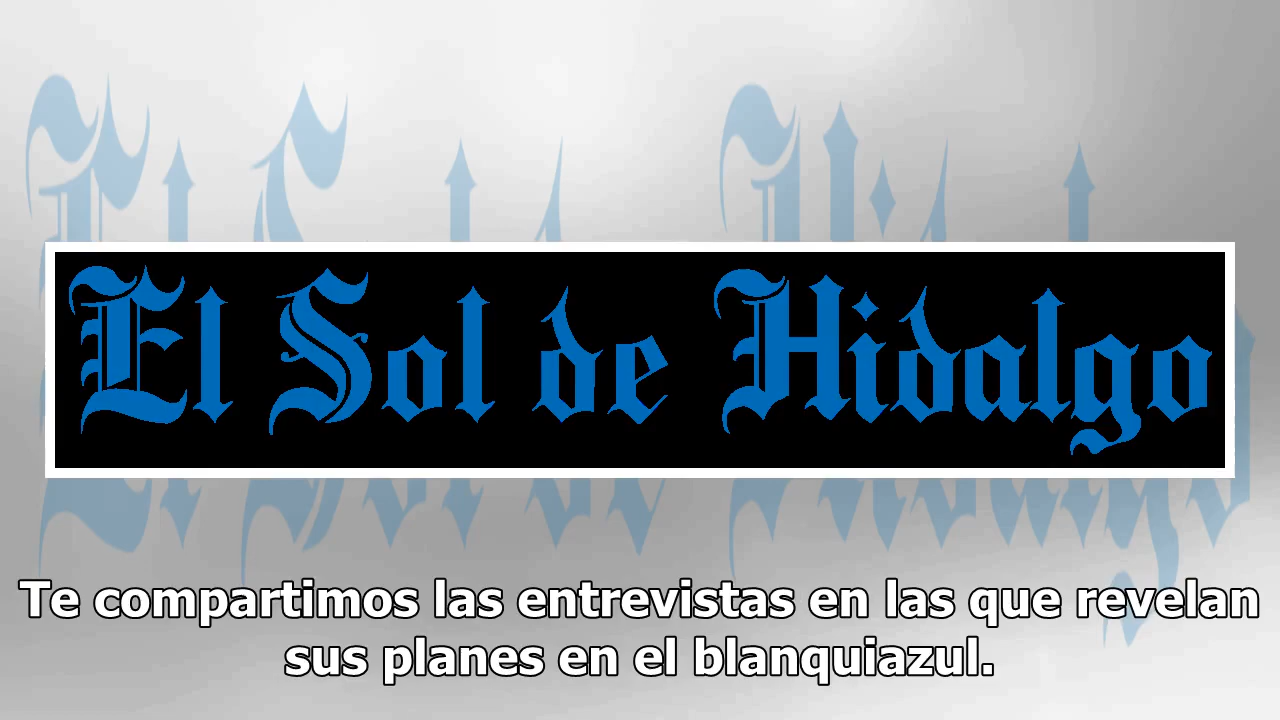 El Sol de Hidalgo
Te compartimos las entrevistas en las que revelan
sus planes en el blanquiazul.